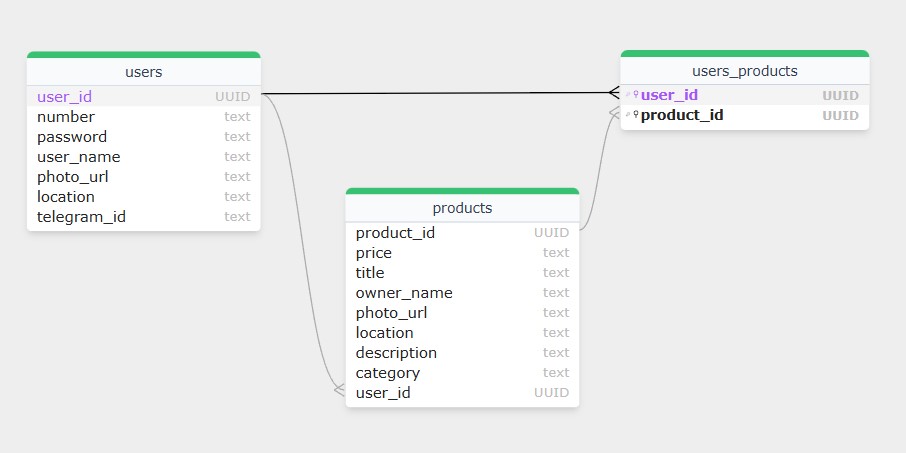 users
user_id UUID
number text
password text
user_name text
photo_url text
location text
telegram_id text
users_products
user_id UUID
product_id UUID
products
product_id UUID
price text
title text
owner_name text
photo_url text
location text
description text
category text
user_id UUID